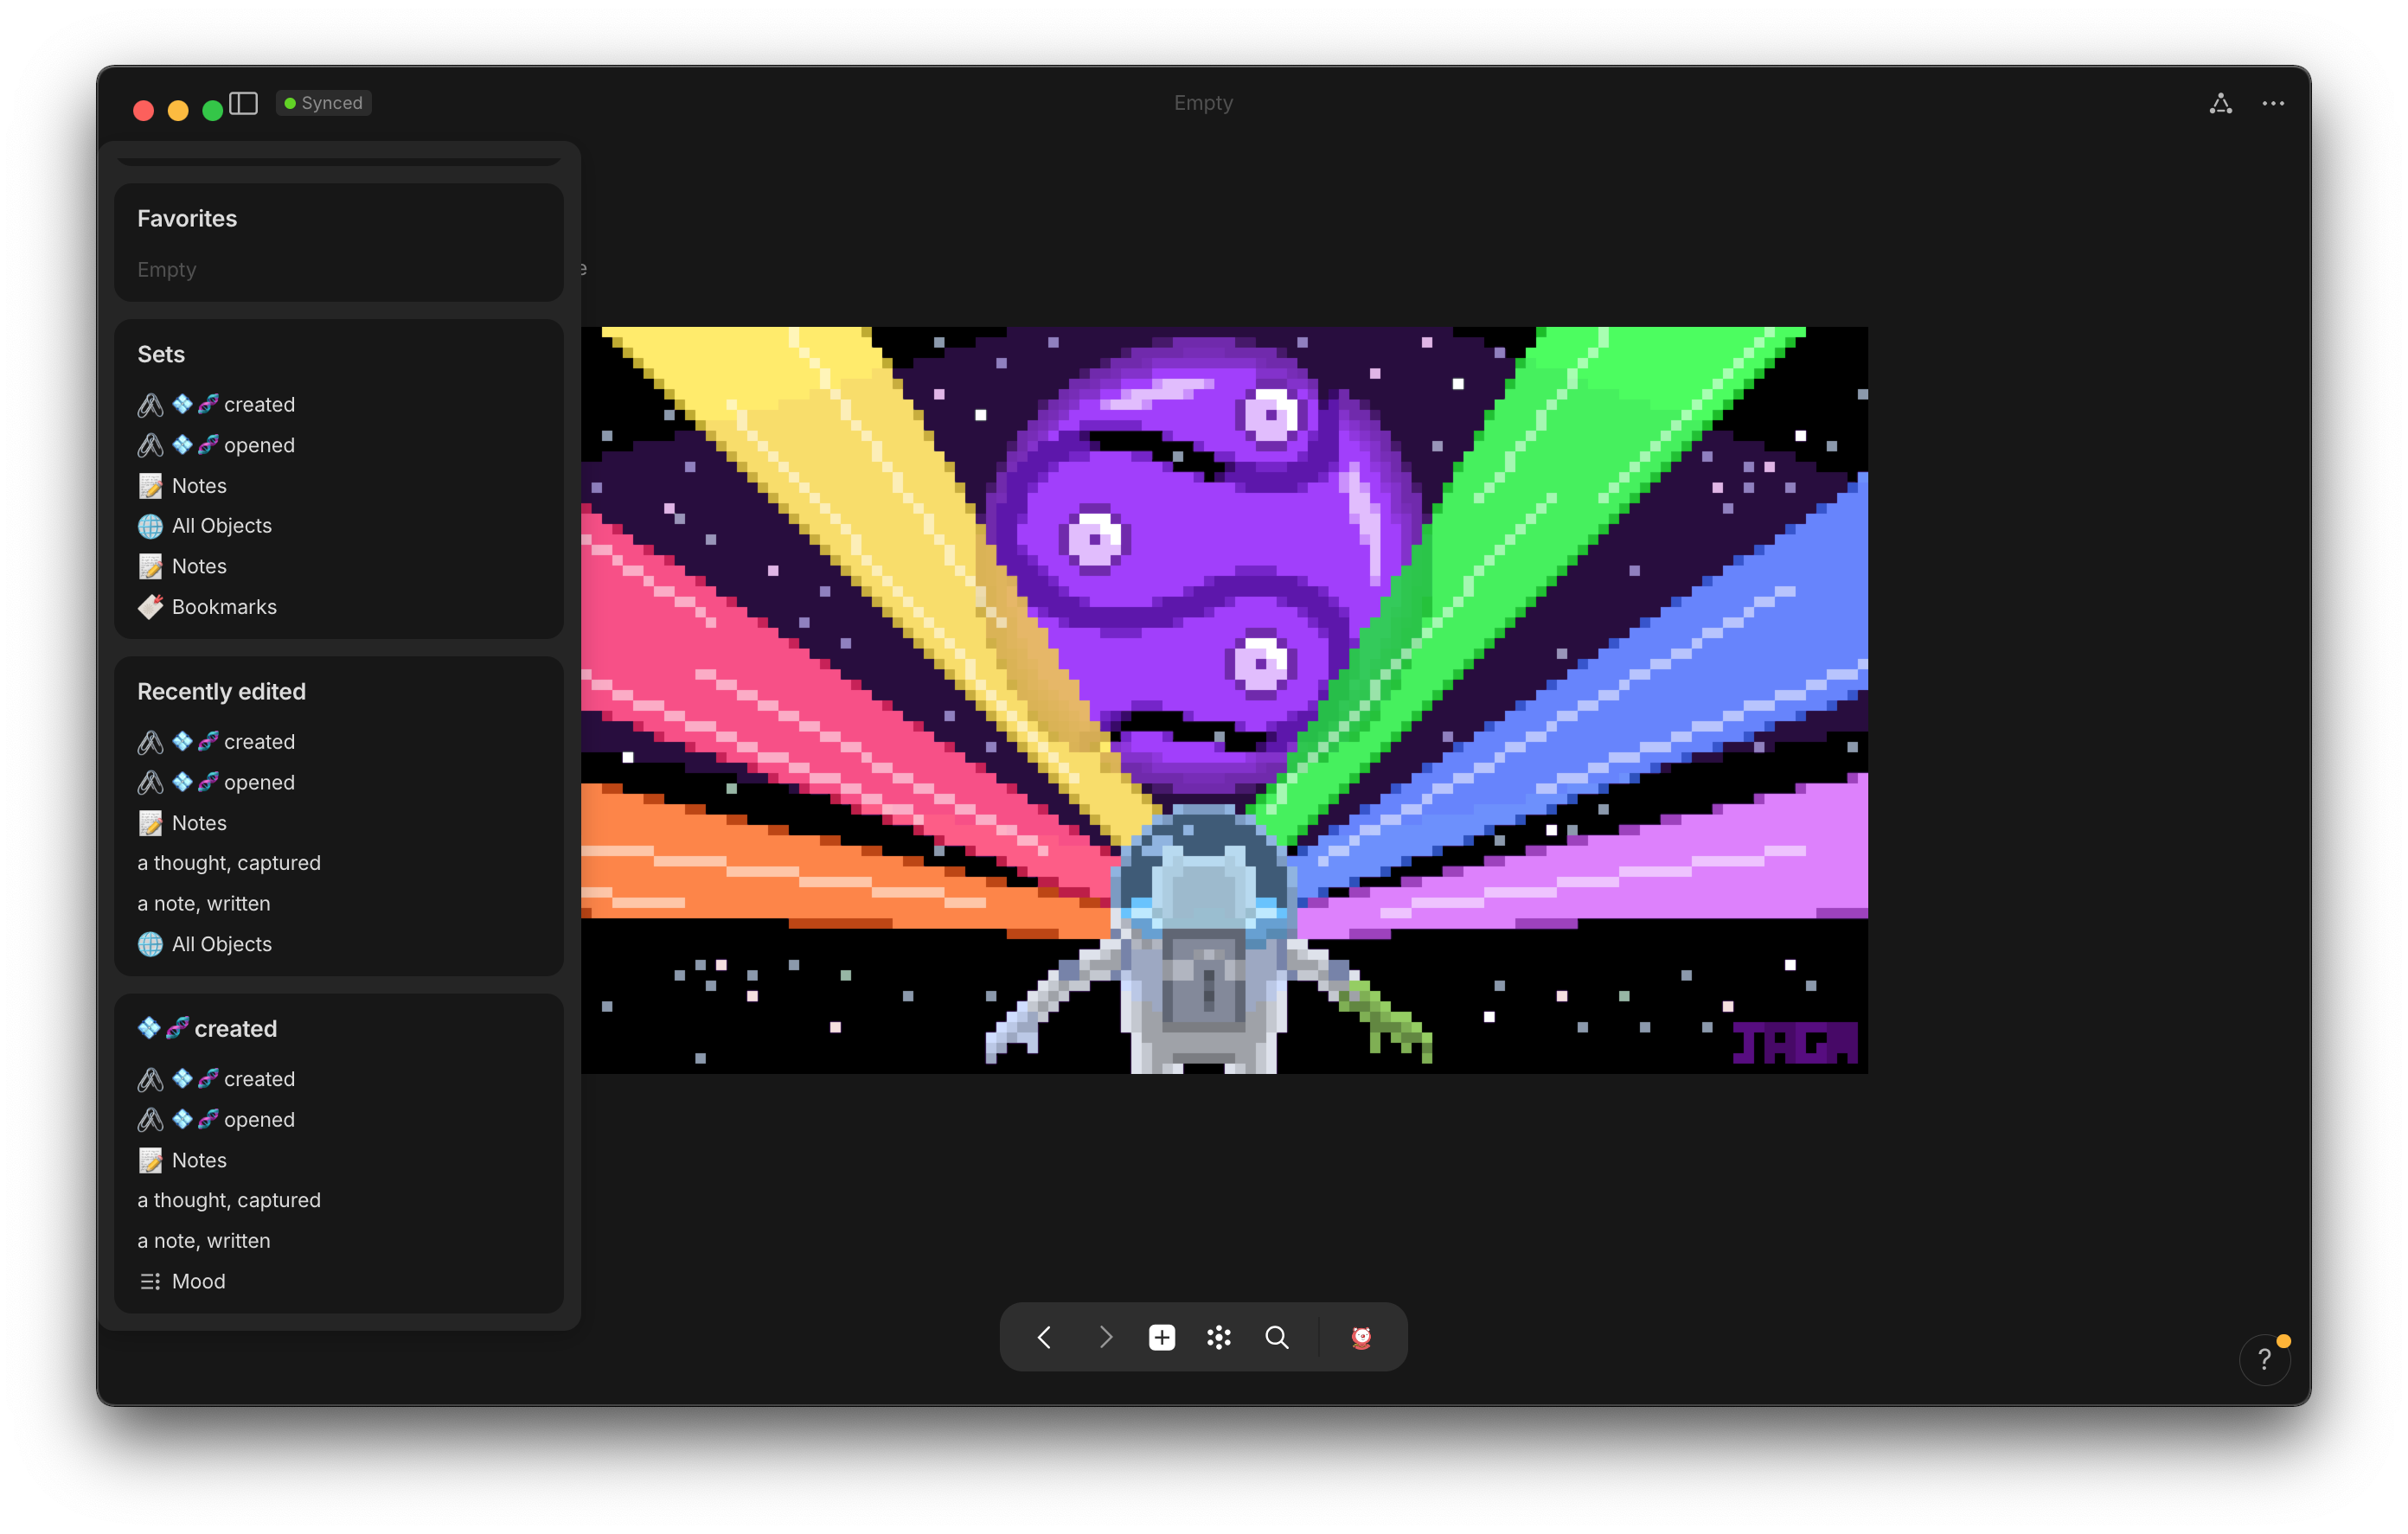 Synced
Empty
Favorites
Empty
e
Sets
created
opened
Notes
All Objects
Notes
Bookmarks
Recently edited
created
opened
Notes
a thought, captured
a note, written
All Objects
created
created
opened
Notes
a thought, captured
a note, written
Mood
JAGA
?